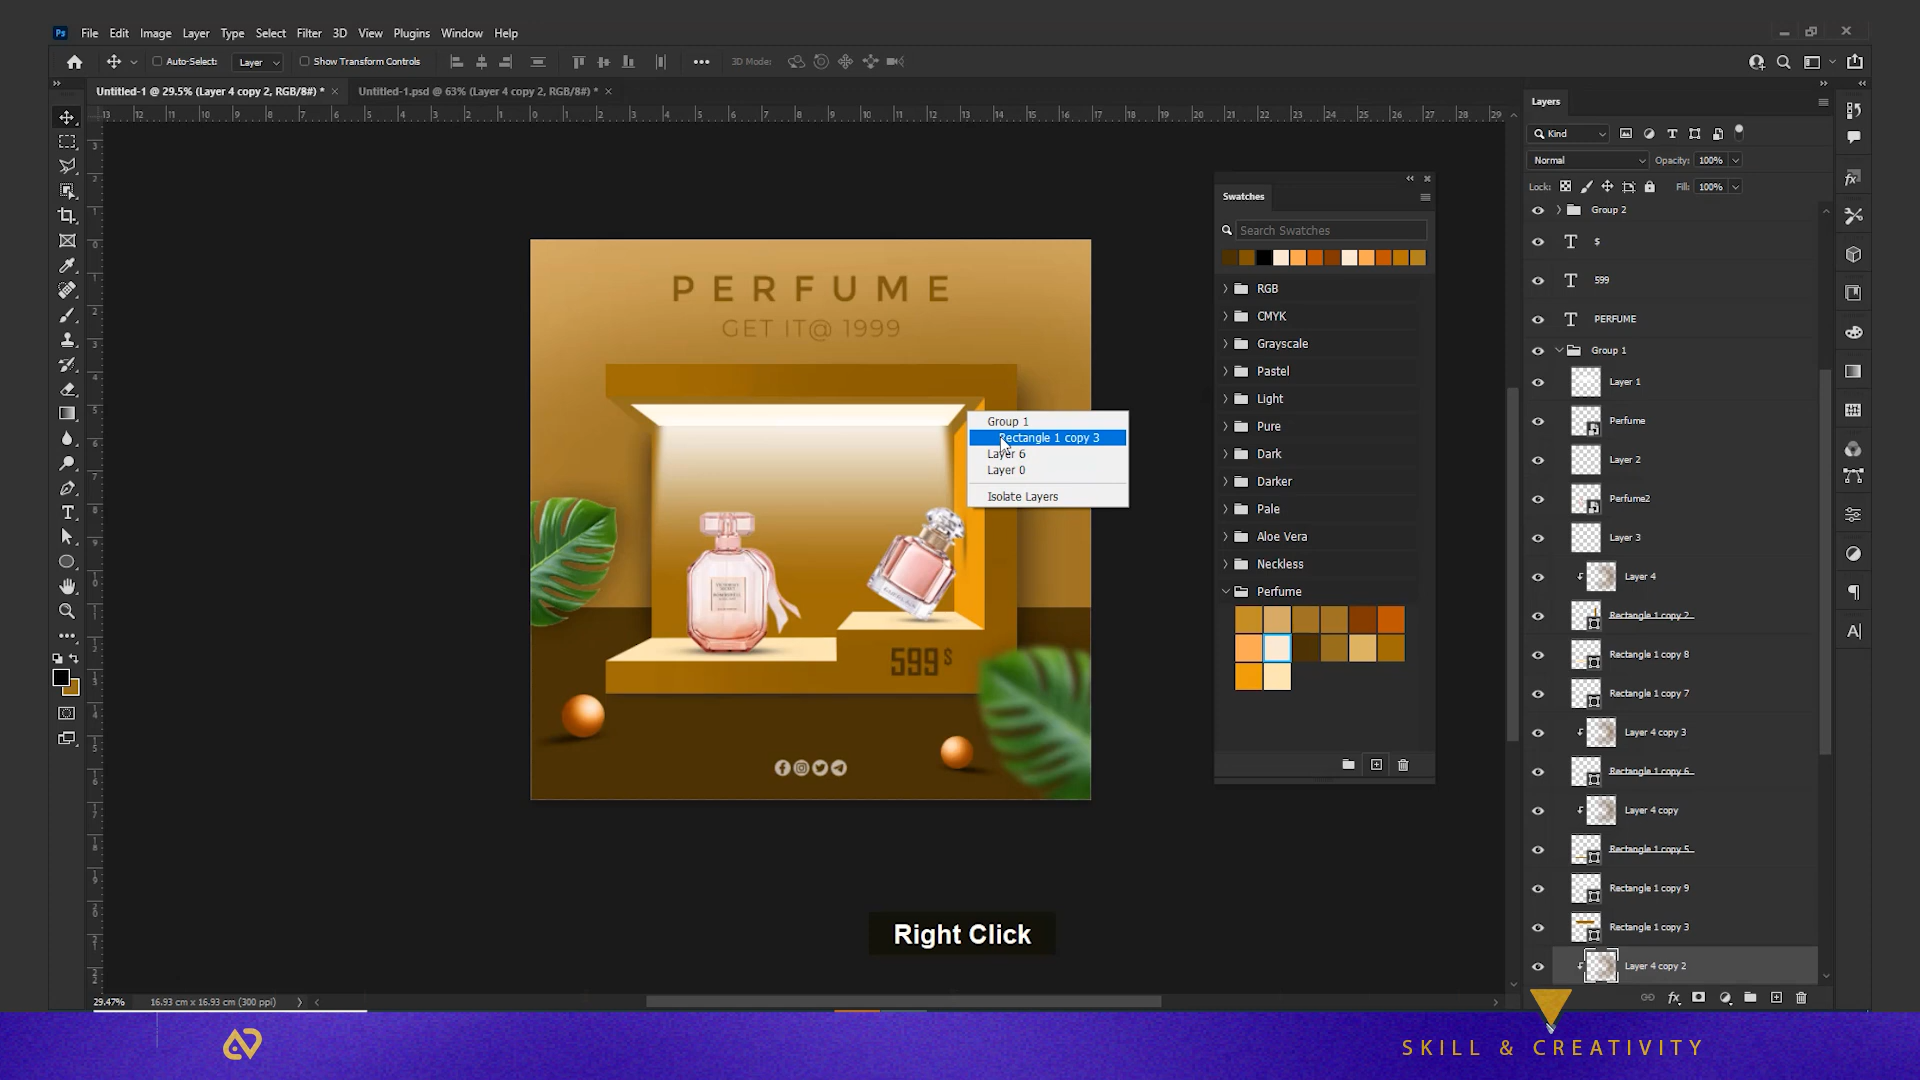 Ps File Edit Image Layer Type Select Filter 3D View Plugins Window Help
Auto-Select: Layer Show Transform Controls 3D Mode:
Untitled-1 @ 29.5% (Layer 4 copy 2, RGB/8#) * × Untitled-1.psd @ 63% (Layer 4 copy 2, RGB/8#) * ×
PERFUME
GET IT@ 1999
599$
Group 1
Rectangle 1 copy 3
Layer 6
Layer 0
Isolate Layers
Right Click
29.47% 16.93 cm x 16.93 cm (300 ppi)
Swatches
Search Swatches
RGB
CMYK
Grayscale
Pastel
Light
Pure
Dark
Darker
Pale
Aloe Vera
Neckless
Perfume
Layers
Kind
Normal Opacity: 100%
Lock: Fill: 100%
Group 2
T $
T 599
T PERFUME
Group 1
Layer 1
Perfume
Layer 2
Perfume2
Layer 3
Layer 4
Rectangle 1 copy 2
Rectangle 1 copy 8
Rectangle 1 copy 7
Layer 4 copy 3
Rectangle 1 copy 6
Layer 4 copy
Rectangle 1 copy 5
Rectangle 1 copy 9
Rectangle 1 copy 3
Layer 4 copy 2
SKILL & CREATIVITY